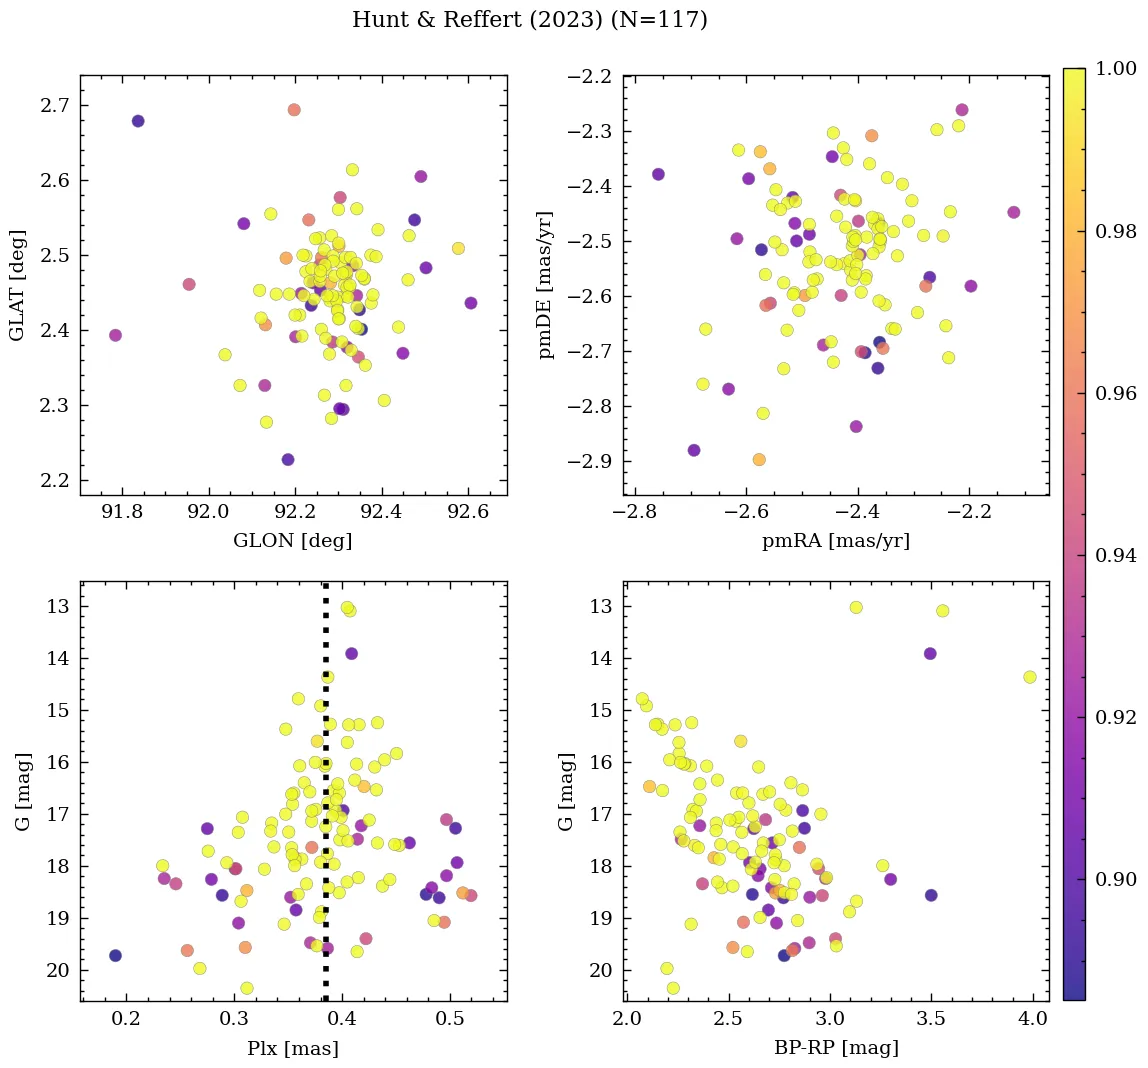 Hunt & Reffert (2023) (N=117)
2.7
2.6
2.5
2.4
2.3
2.2
GLAT [deg]
91.8 92.0 92.2 92.4 92.6
GLON [deg]
−2.2
−2.3
−2.4
−2.5
−2.6
−2.7
−2.8
−2.9
pmDE [mas/yr]
−2.8 −2.6 −2.4 −2.2
pmRA [mas/yr]
1.00
0.98
0.96
0.94
0.92
0.90
13
14
15
16
17
18
19
20
G [mag]
0.2 0.3 0.4 0.5
Plx [mas]
13
14
15
16
17
18
19
20
G [mag]
2.0 2.5 3.0 3.5 4.0
BP-RP [mag]